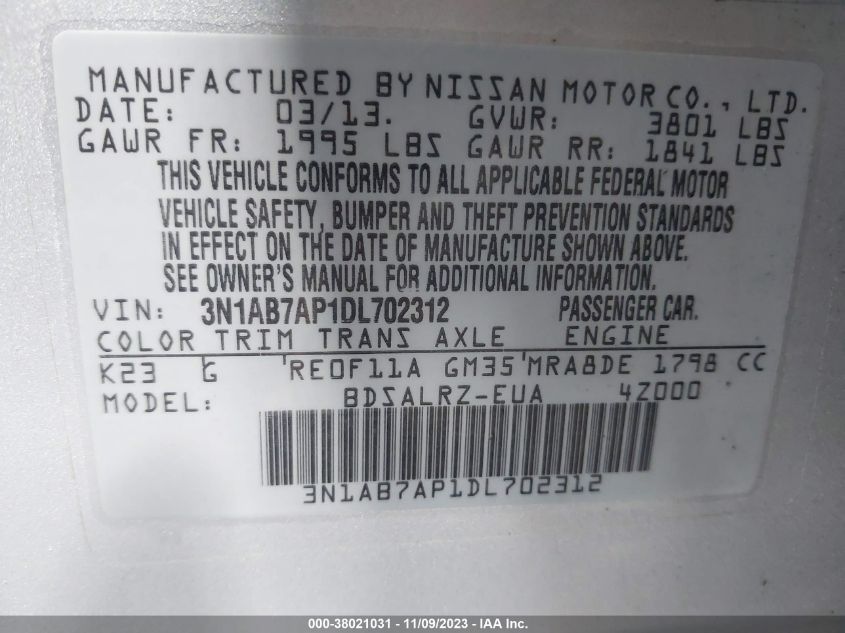 MANUFACTURED BY NISSAN MOTOR CO., LTD.
DATE: 03/13. GVWR: 3801 LBS
GAWR FR: 1995 LBS GAWR RR: 1841 LBS
THIS VEHICLE CONFORMS TO ALL APPLICABLE FEDERAL MOTOR
VEHICLE SAFETY, BUMPER AND THEFT PREVENTION STANDARDS
IN EFFECT ON THE DATE OF MANUFACTURE SHOWN ABOVE.
SEE OWNER'S MANUAL FOR ADDITIONAL INFORMATION.
VIN: 3N1AB7AP1DL702312 PASSENGER CAR.
COLOR TRIM TRANS AXLE ENGINE
K23 G RE0F11A GM35 MRA8DE 1798 CC
MODEL: BDSALRZ-EUA 4Z000
3N1AB7AP1DL702312
000-38021031 - 11/09/2023 - IAA Inc.